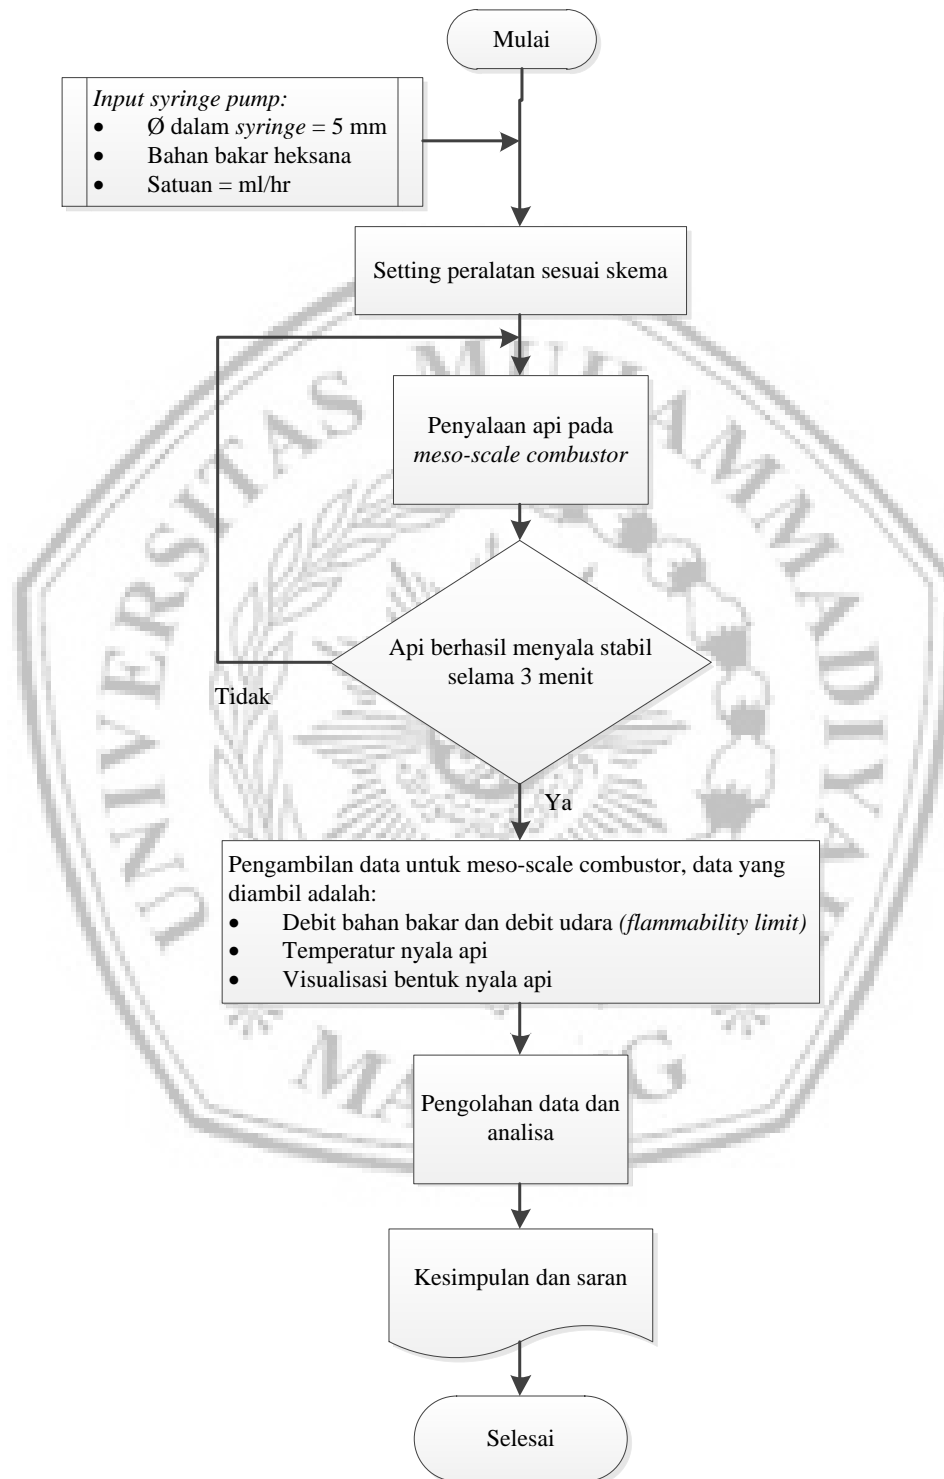 Mulai
Input syringe pump:
• Ø dalam syringe = 5 mm
• Bahan bakar heksana
• Satuan = ml/hr
Setting peralatan sesuai skema
Penyalaan api pada
meso-scale combustor
Api berhasil menyala stabil
selama 3 menit
Tidak
Ya
Pengambilan data untuk meso-scale combustor, data yang
diambil adalah:
• Debit bahan bakar dan debit udara (flammability limit)
• Temperatur nyala api
• Visualisasi bentuk nyala api
Pengolahan data dan
analisa
Kesimpulan dan saran
Selesai
UNIVERSITAS MUHAMMADIYAH
MALANG